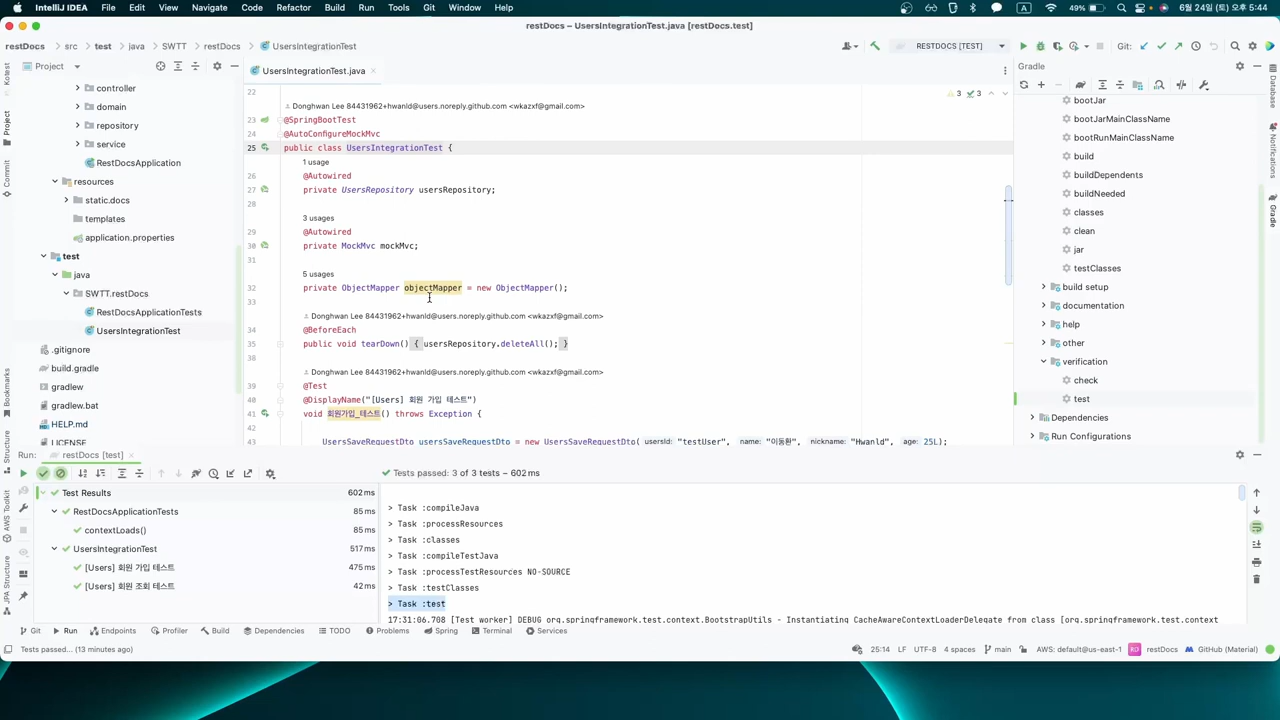 IntelliJ IDEA File Edit View Navigate Code Refactor Build Run Tools Git Window Help
A 49% 6월 24일 (토) 5:44
restDocs – UsersIntegrationTest.java [restDocs.test]
restDocs src test java SWTT restDocs UsersIntegrationTest
RESTDOCS [TEST]
Git:
Project
UsersIntegrationTest.java
Gradle
controller
domain
repository
service
RestDocsApplication
resources
static.docs
templates
application.properties
test
java
SWTT.restDocs
RestDocsApplicationTests
UsersIntegrationTest
.gitignore
build.gradle
gradlew
gradlew.bat
HELP.md
LICENSE
22
Donghwan Lee 84431962+hwanld@users.noreply.github.com <wkazxf@gmail.com>
3 3
23 @SpringBootTest
24 @AutoConfigureMockMvc
25 public class UsersIntegrationTest {
1 usage
26 @Autowired
27 private UsersRepository usersRepository;
28
3 usages
29 @Autowired
30 private MockMvc mockMvc;
31
5 usages
32 private ObjectMapper objectMapper = new ObjectMapper();
33
Donghwan Lee 84431962+hwanld@users.noreply.github.com <wkazxf@gmail.com>
34 @BeforeEach
35 public void tearDown() { usersRepository.deleteAll(); }
38
Donghwan Lee 84431962+hwanld@users.noreply.github.com <wkazxf@gmail.com>
39 @Test
40 @DisplayName("[Users] 회원 가입 테스트")
41 void 회원가입_테스트() throws Exception {
42
43 UsersSaveRequestDto usersSaveRequestDto = new UsersSaveRequestDto( userId: "testUser", name: "이동환", nickname: "Hwanld", age: 25L);
bootJar
bootJarMainClassName
bootRunMainClassName
build
buildDependents
buildNeeded
classes
clean
jar
testClasses
build setup
documentation
help
other
verification
check
test
Dependencies
Run Configurations
Kotest
Project
Commit
Bookmarks
Structure
AWS Toolkit
JPA Structure
Database
Notifications
Gradle
Run: restDocs [test]
Tests passed: 3 of 3 tests – 602 ms
Test Results 602 ms
RestDocsApplicationTests 85 ms
contextLoads() 85 ms
UsersIntegrationTest 517 ms
[Users] 회원 가입 테스트 475 ms
[Users] 회원 조회 테스트 42 ms
> Task :compileJava
> Task :processResources
> Task :classes
> Task :compileTestJava
> Task :processTestResources NO-SOURCE
> Task :testClasses
> Task :test
17:31:06.708 [Test worker] DEBUG org.springframework.test.context.BootstrapUtils - Instantiating CacheAwareContextLoaderDelegate from class [org.springframework.test.context
Git Run Endpoints Profiler Build Dependencies TODO Problems Terminal Spring Services
Tests passed... (13 minutes ago)
25:14 LF UTF-8 4 spaces main AWS: default@us-east-1 RD restDocs GitHub (Material)